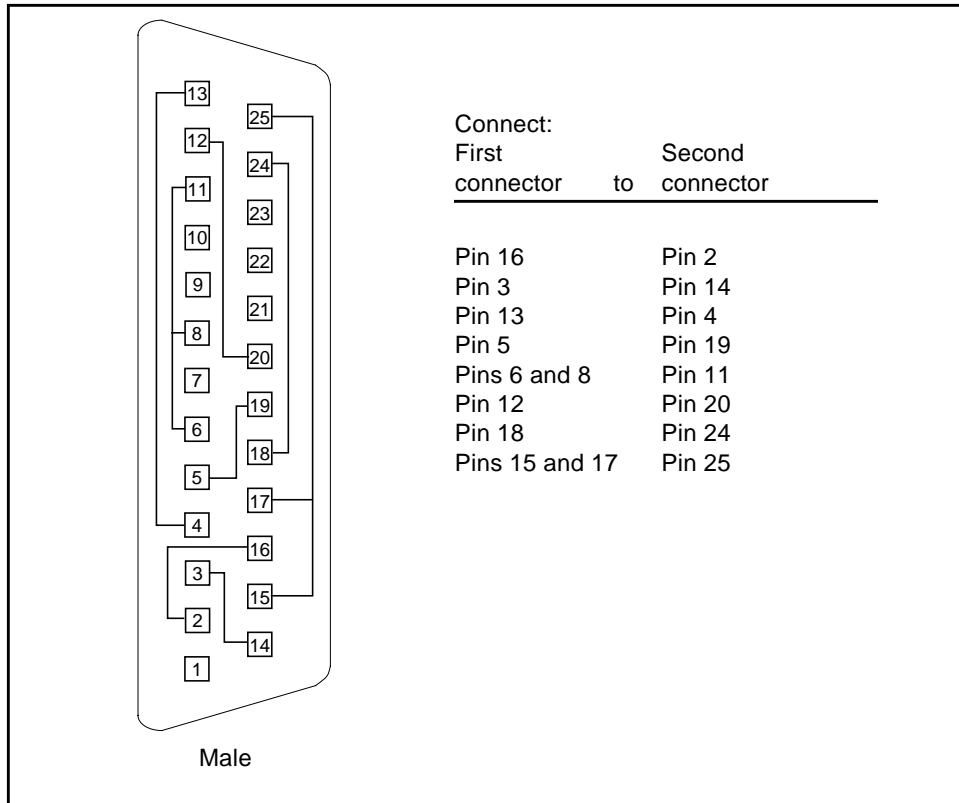 13
25
12
24
11
23
10
22
9
21
8
20
7
19
6
18
5
17
4
16
3
15
2
14
1
Male
Connect:
First Second
connector to connector
Pin 16 Pin 2
Pin 3 Pin 14
Pin 13 Pin 4
Pin 5 Pin 19
Pins 6 and 8 Pin 11
Pin 12 Pin 20
Pin 18 Pin 24
Pins 15 and 17 Pin 25